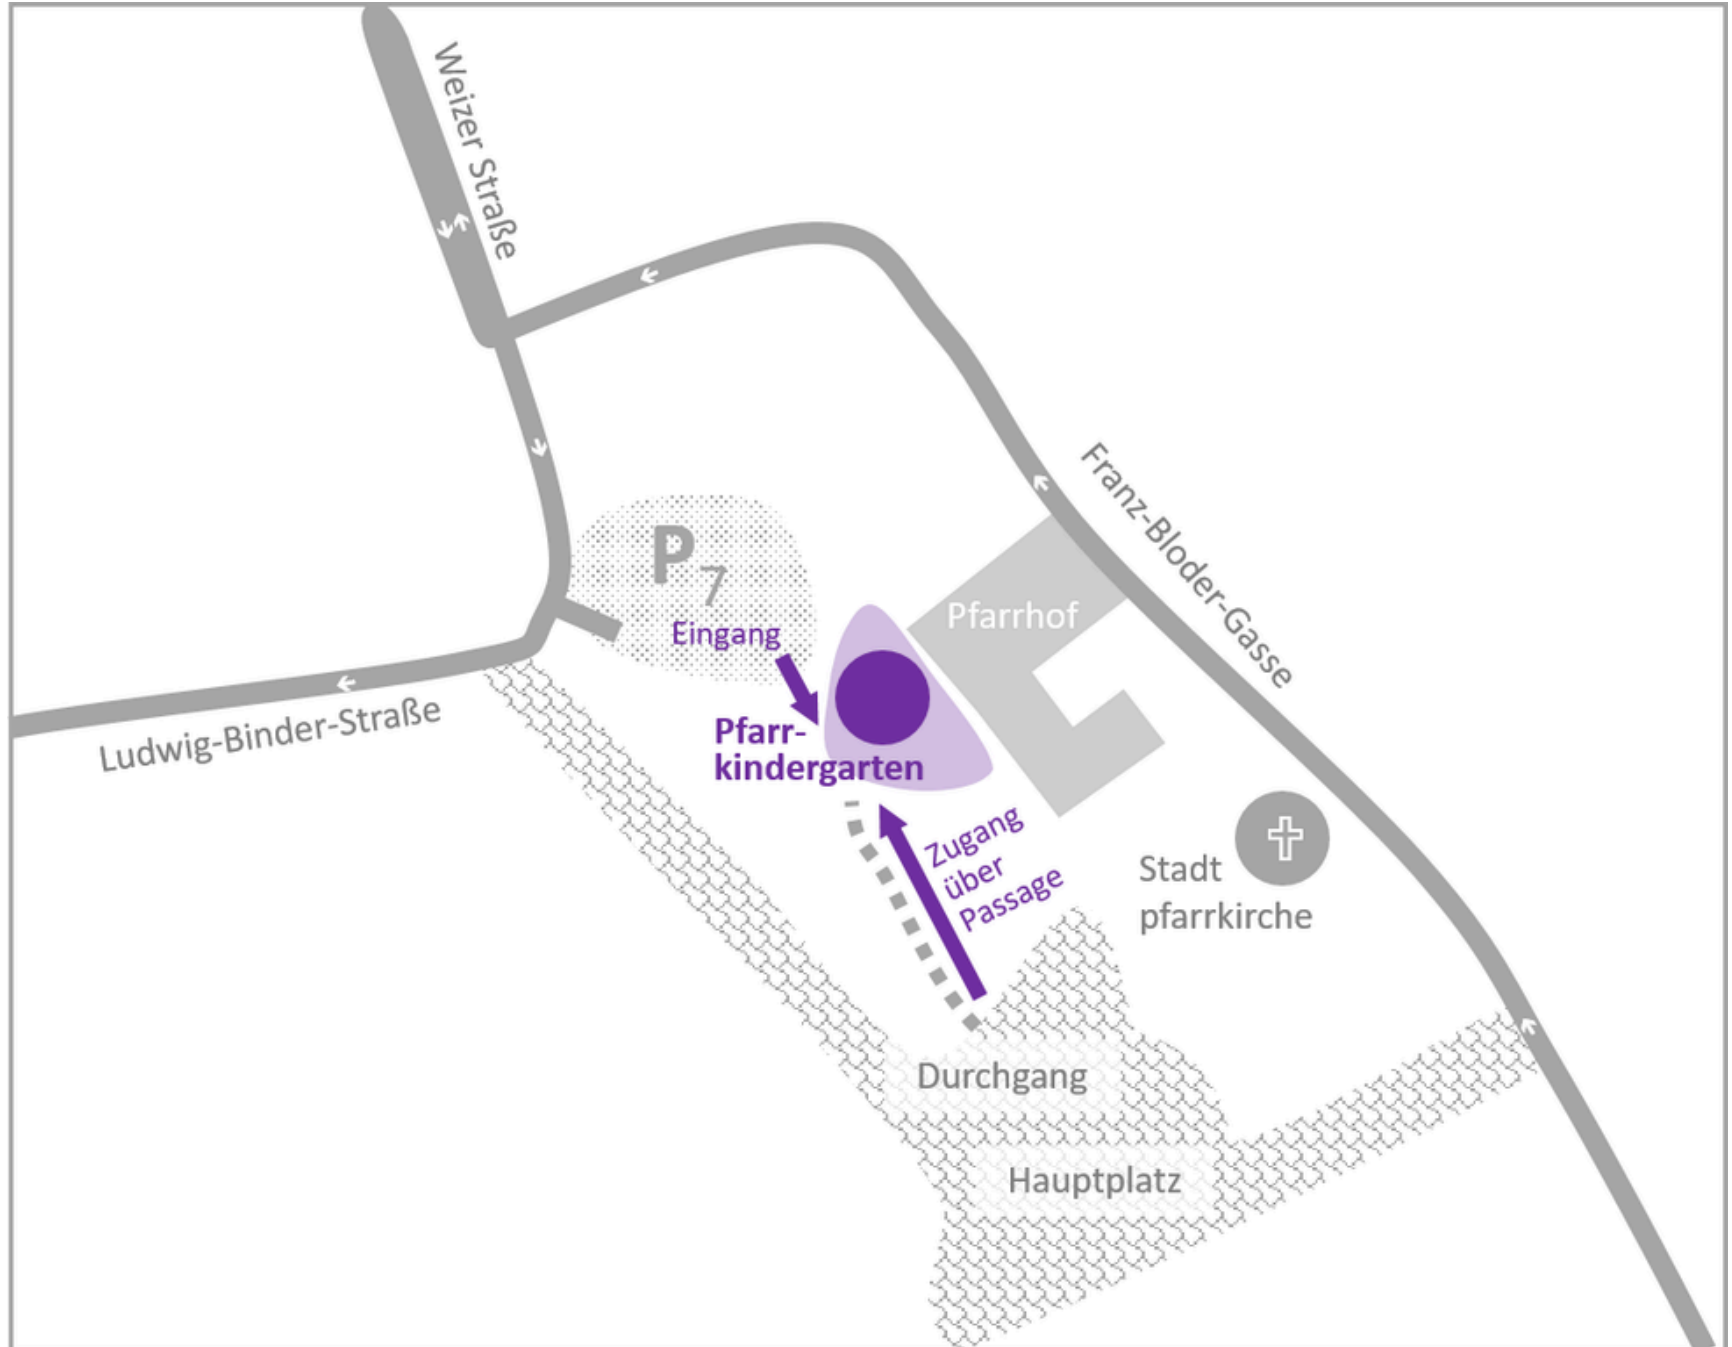 Weizer Straße
Franz-Bloder-Gasse
P 7
Eingang
Pfarrhof
Pfarr-
kindergarten
Ludwig-Binder-Straße
Zugang
über
Passage
Stadt
pfarrkirche
Durchgang
Hauptplatz